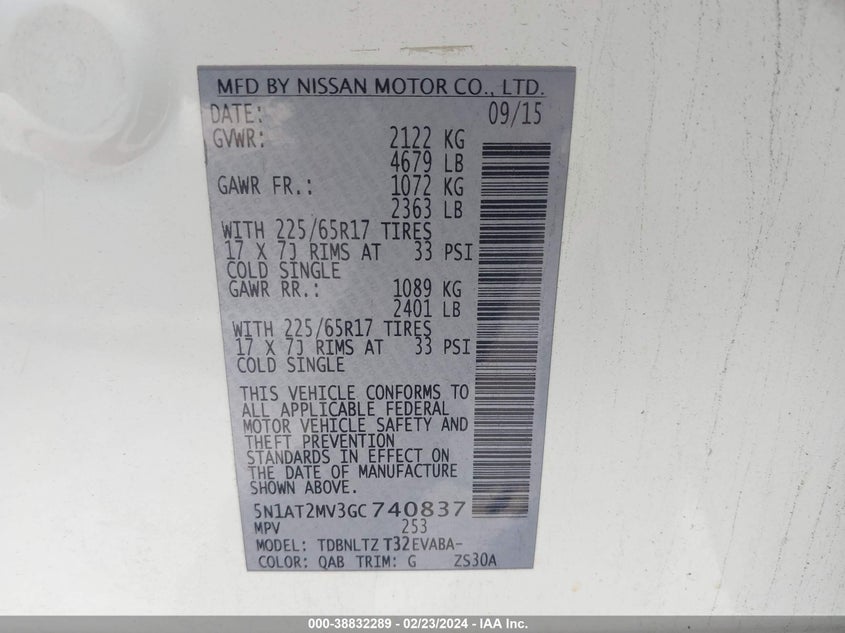 MFD BY NISSAN MOTOR CO., LTD.
DATE: 09/15
GVWR: 2122 KG
4679 LB
GAWR FR.: 1072 KG
2363 LB
WITH 225/65R17 TIRES
17 X 7J RIMS AT 33 PSI
COLD SINGLE
GAWR RR.: 1089 KG
2401 LB
WITH 225/65R17 TIRES
17 X 7J RIMS AT 33 PSI
COLD SINGLE
THIS VEHICLE CONFORMS TO
ALL APPLICABLE FEDERAL
MOTOR VEHICLE SAFETY AND
THEFT PREVENTION
STANDARDS IN EFFECT ON
THE DATE OF MANUFACTURE
SHOWN ABOVE.
5N1AT2MV3GC740837
MPV 253
MODEL: TDBNLTZ T32EVABA-
COLOR: QAB TRIM: G ZS30A
000-38832289 - 02/23/2024 - IAA Inc.